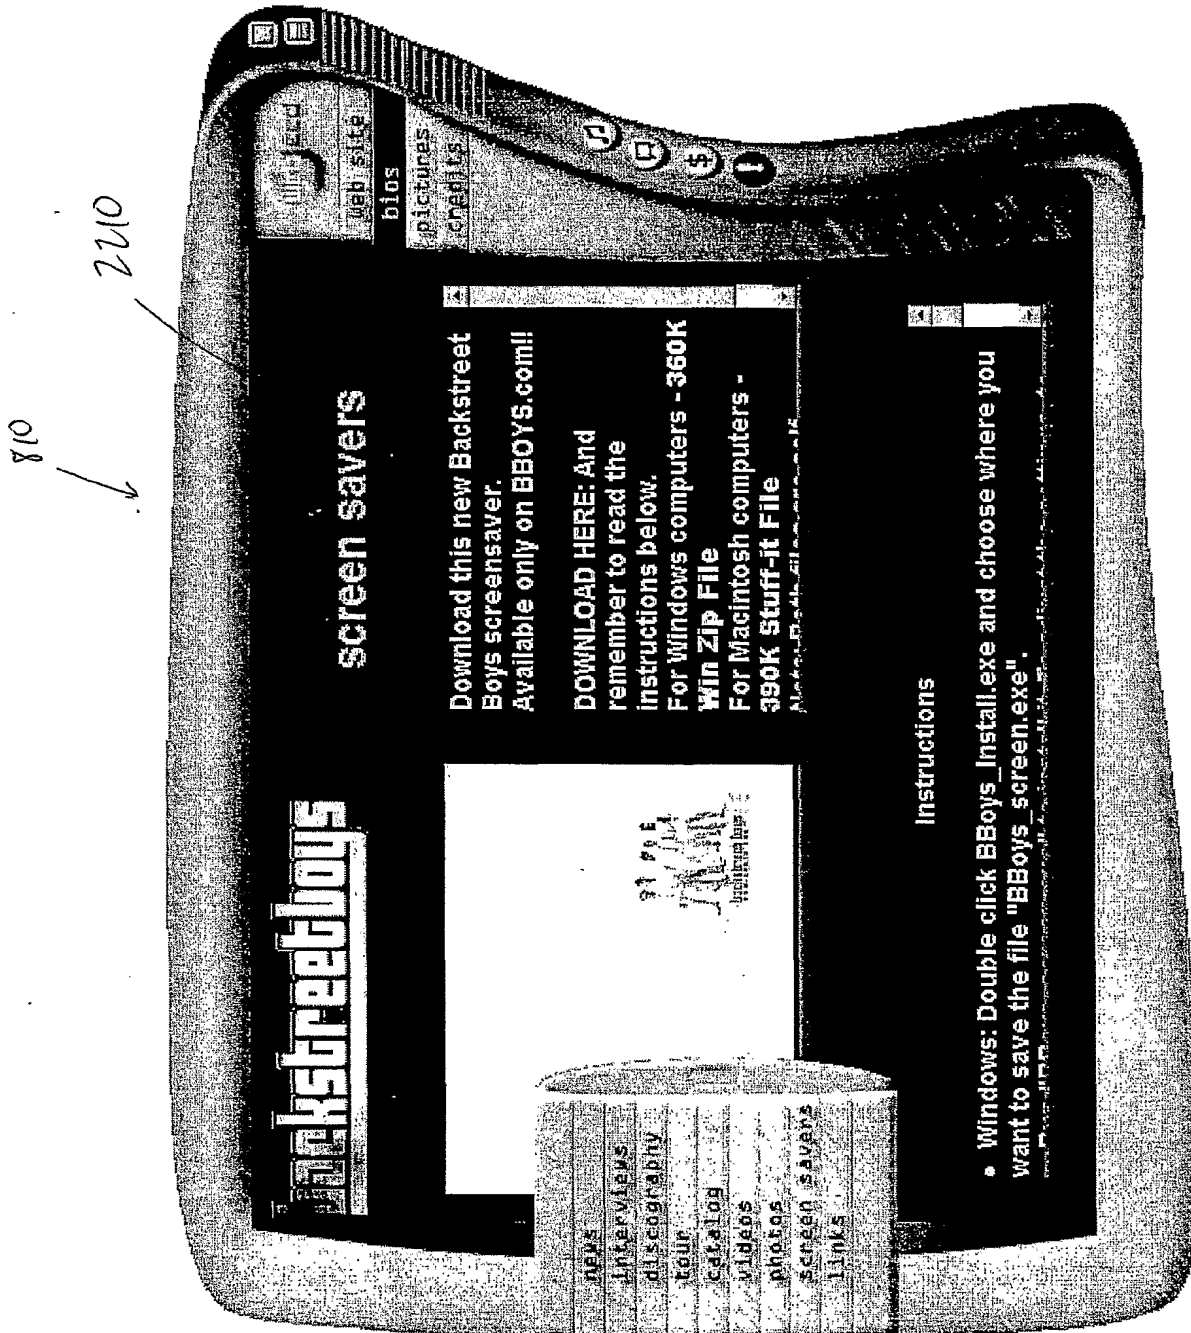 810
2210
backstreetboys
screen savers
web site
bios
pictures
credits
$
Download this new Backstreet
Boys screensaver.
Available only on BBOYS.com!!
DOWNLOAD HERE: And
remember to read the
instructions below.
For Windows computers - 360K
Win Zip File
For Macintosh computers -
390K Stuff-it File
news
interviews
discography
tour
catalog
videos
photos
screen savers
links
Instructions
• Windows: Double click BBoys_Install.exe and choose where you
want to save the file "BBoys_screen.exe".